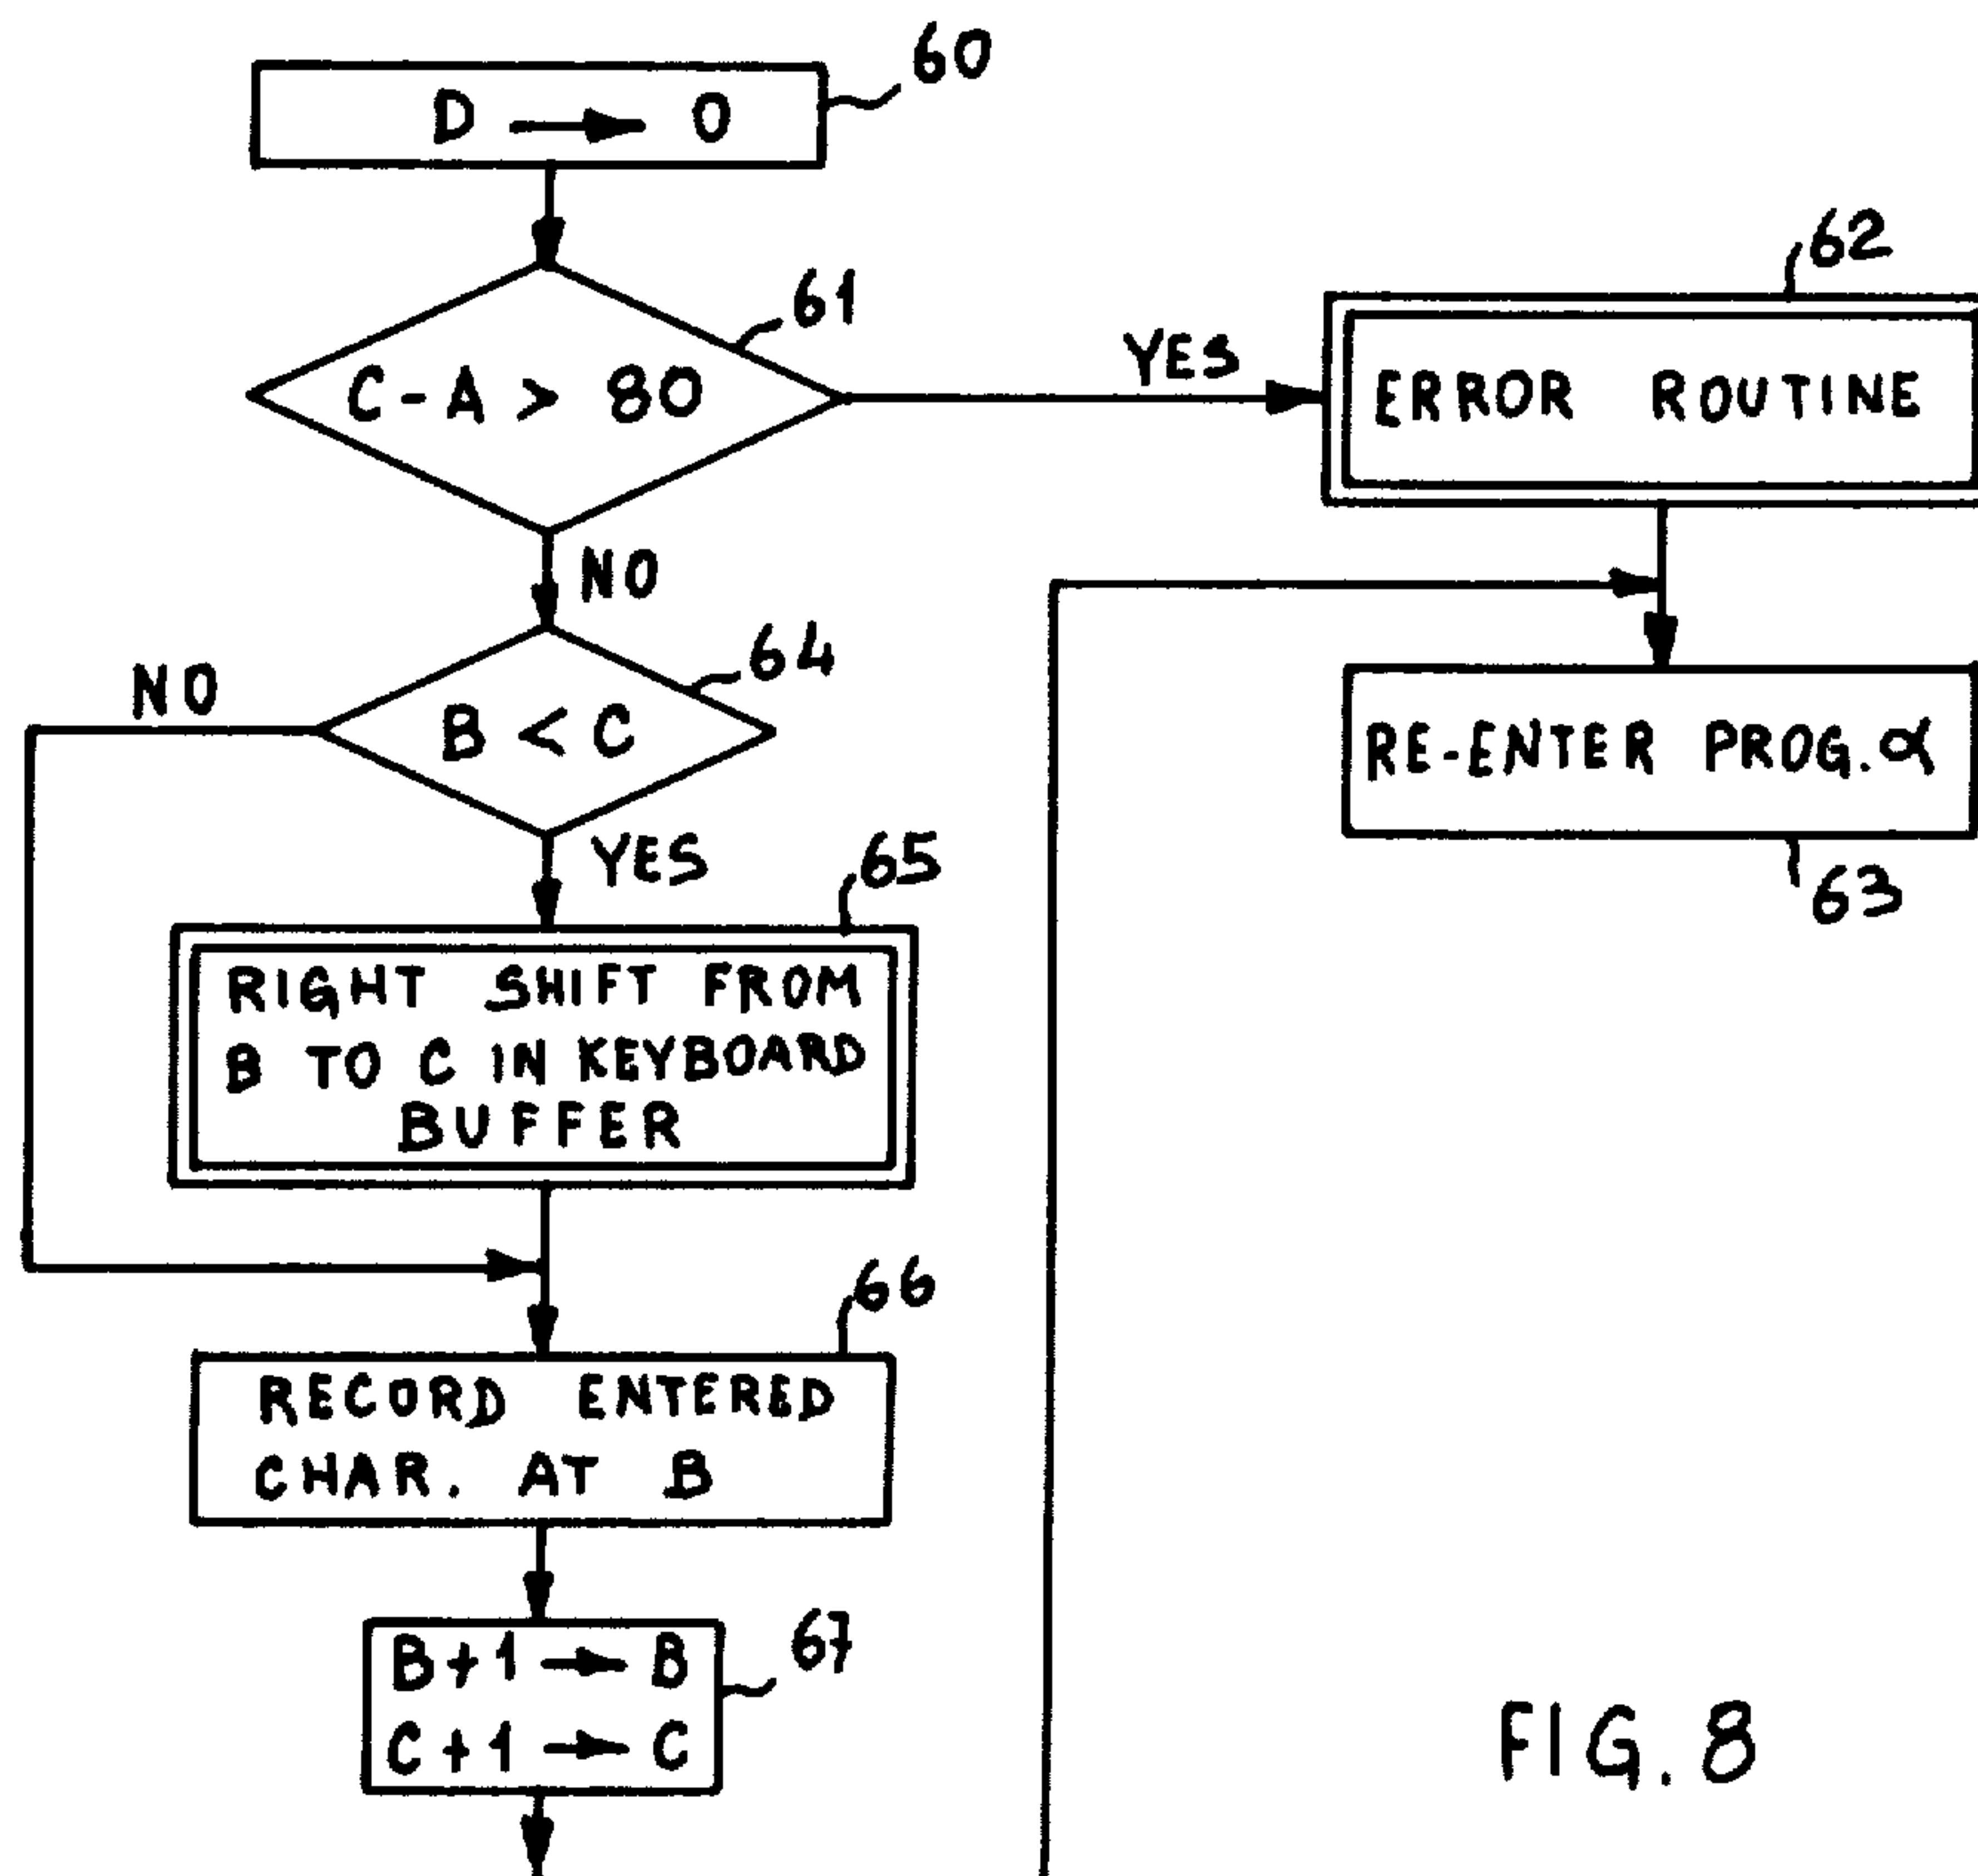 60
D → 0
61
C - A > 80
YES
62
ERROR ROUTINE
NO
64
B < C
NO
RE-ENTER PROG. α
63
YES
65
RIGHT SHIFT FROM
B TO C IN KEYBOARD
BUFFER
66
RECORD ENTERED
CHAR. AT B
67
B+1 → B
C+1 → C
FIG. 8